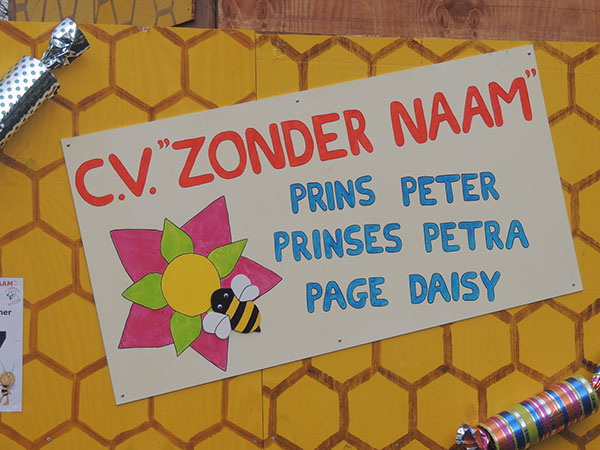 C.V. "ZONDER NAAM"
PRINS PETER
PRINSES PETRA
PAGE DAISY